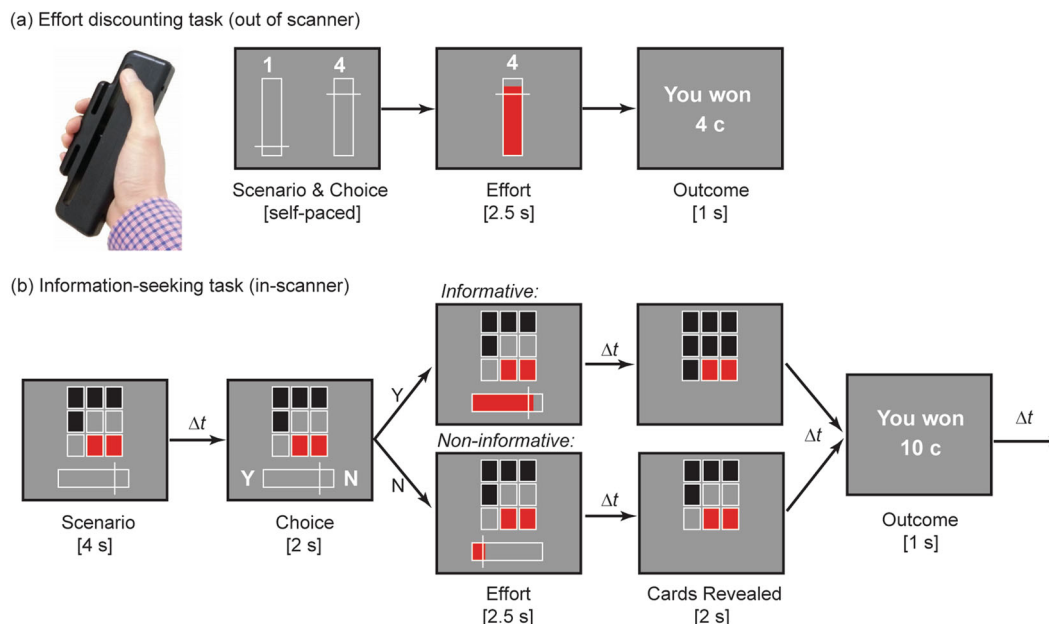 (a) Effort discounting task (out of scanner)
1 4
4
You won
4 c
Scenario & Choice
[self-paced]
Effort
[2.5 s]
Outcome
[1 s]
(b) Information-seeking task (in-scanner)
Informative:
Δt
Δt
Y
Y N
Non-informative:
N
Δt
Δt
You won
10 c
Δt
Scenario
[4 s]
Choice
[2 s]
Effort
[2.5 s]
Cards Revealed
[2 s]
Outcome
[1 s]